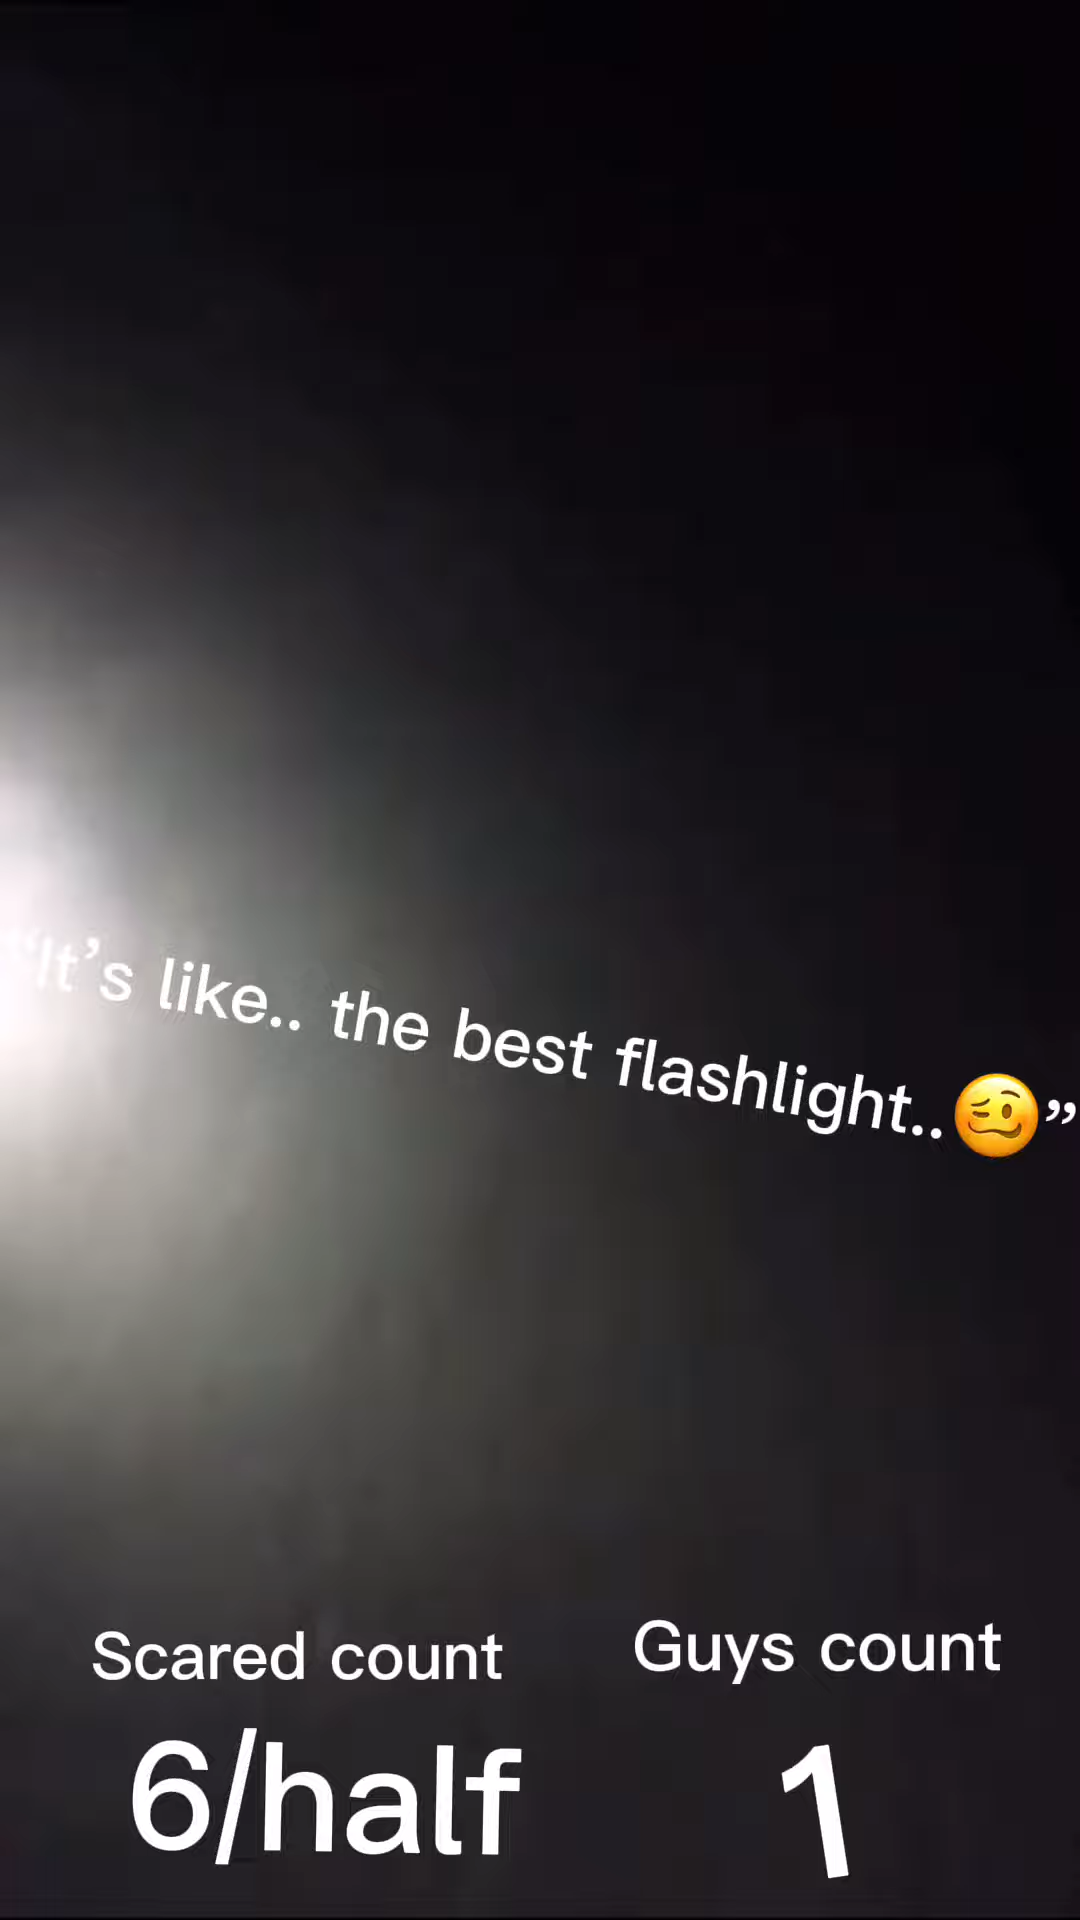 “It’s like.. the best flashlight..🥴”
Scared count
Guys count
6/half
1